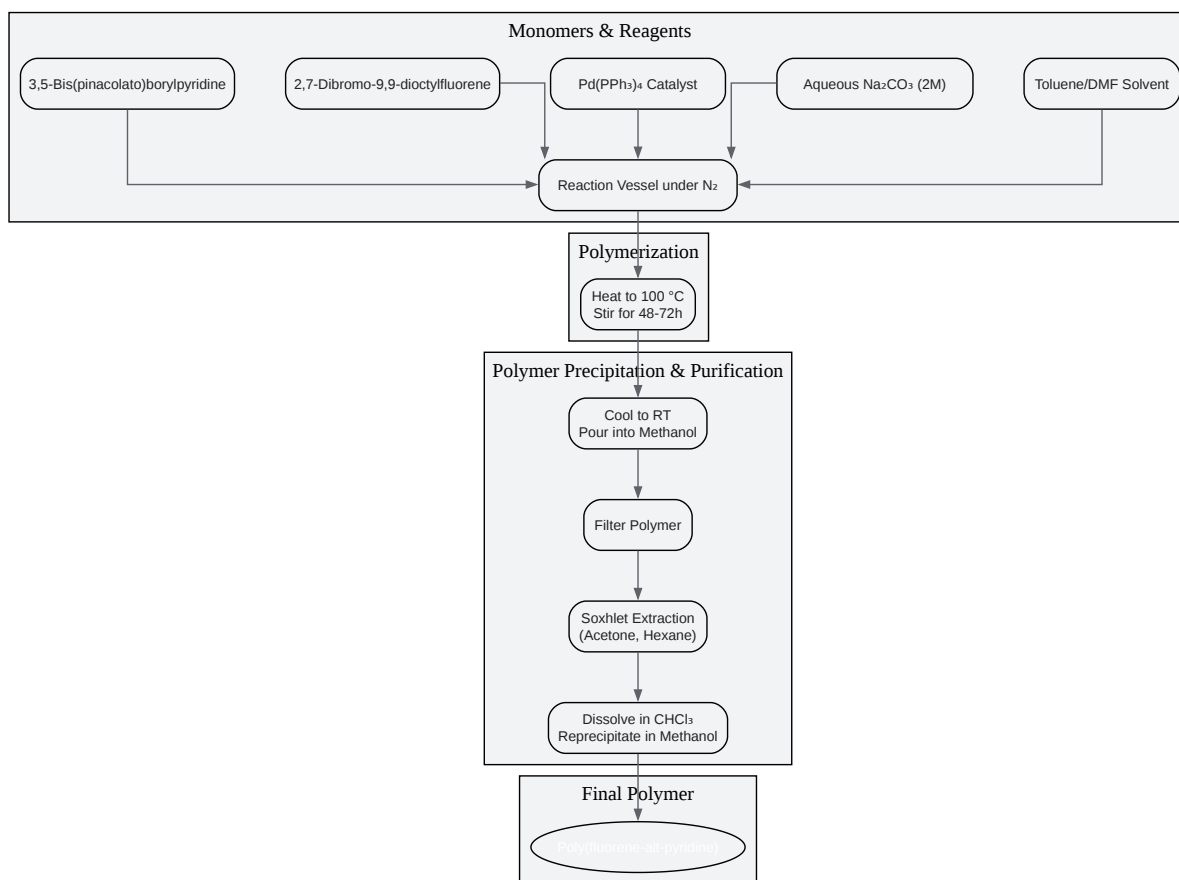 Monomers & Reagents
3,5-Bis(pinacolato)borylpyridine
2,7-Dibromo-9,9-dioctylfluorene
Pd(PPh₃)₄ Catalyst
Aqueous Na₂CO₃ (2M)
Toluene/DMF Solvent
Reaction Vessel under N₂
Polymerization
Heat to 100 °C
Stir for 48-72h
Polymer Precipitation & Purification
Cool to RT
Pour into Methanol
Filter Polymer
Soxhlet Extraction
(Acetone, Hexane)
Dissolve in CHCl₃
Reprecipitate in Methanol
Final Polymer
Poly(fluorene-alt-pyridine)